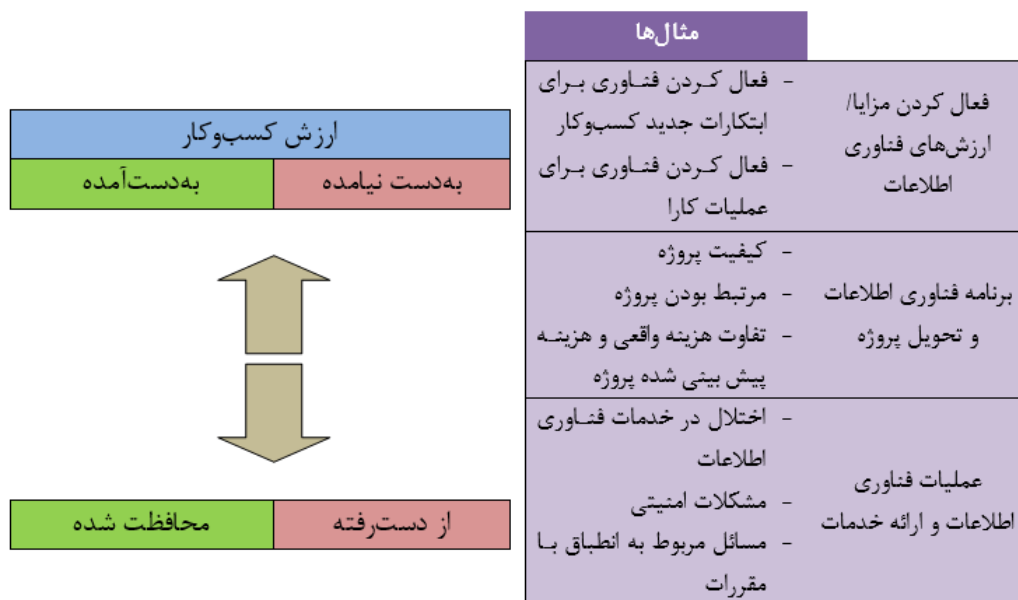 مثال‌ها
فعال کردن مزایا/
ارزش‌های فناوری
اطلاعات
- فعال کردن فناوری برای
ابتکارات جدید کسب‌وکار
- فعال کردن فناوری برای
عملیات کارا
برنامه فناوری اطلاعات
و تحویل پروژه
- کیفیت پروژه
- مرتبط بودن پروژه
- تفاوت هزینه واقعی و هزینه
پیش بینی شده پروژه
عملیات فناوری
اطلاعات و ارائه خدمات
- اختلال در خدمات فناوری
اطلاعات
- مشکلات امنیتی
- مسائل مربوط به انطباق با
مقررات
ارزش کسب‌وکار
به‌دست نیامده
به‌دست‌آمده
از دست‌رفته
محافظت شده